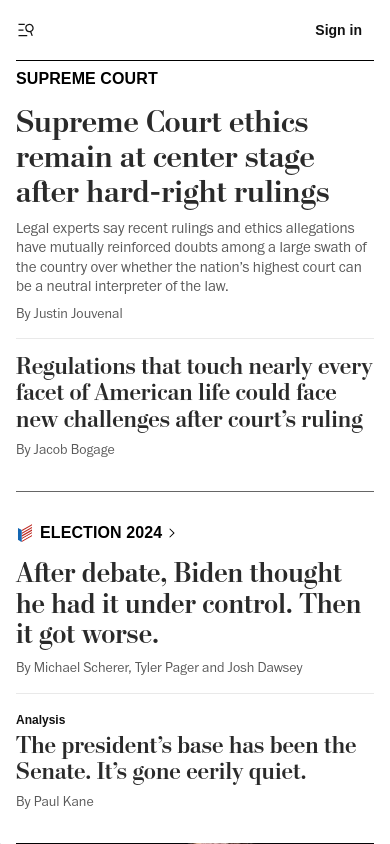 Sign in
SUPREME COURT
Supreme Court ethics
remain at center stage
after hard-right rulings
Legal experts say recent rulings and ethics allegations
have mutually reinforced doubts among a large swath of
the country over whether the nation's highest court can
be a neutral interpreter of the law.
By Justin Jouvenal
Regulations that touch nearly every
facet of American life could face
new challenges after court’s ruling
By Jacob Bogage
ELECTION 2024
After debate, Biden thought
he had it under control. Then
it got worse.
By Michael Scherer, Tyler Pager and Josh Dawsey
Analysis
The president’s base has been the
Senate. It’s gone eerily quiet.
By Paul Kane